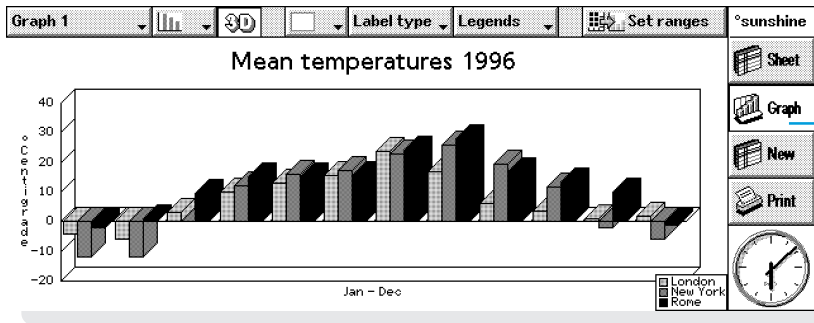 Graph 1 3D Label type Legends Set ranges °sunshine
Mean temperatures 1996
Sheet
Graph
New
Print
°Centigrade
40
30
20
10
0
-10
-20
Jan - Dec
London
New York
Rome